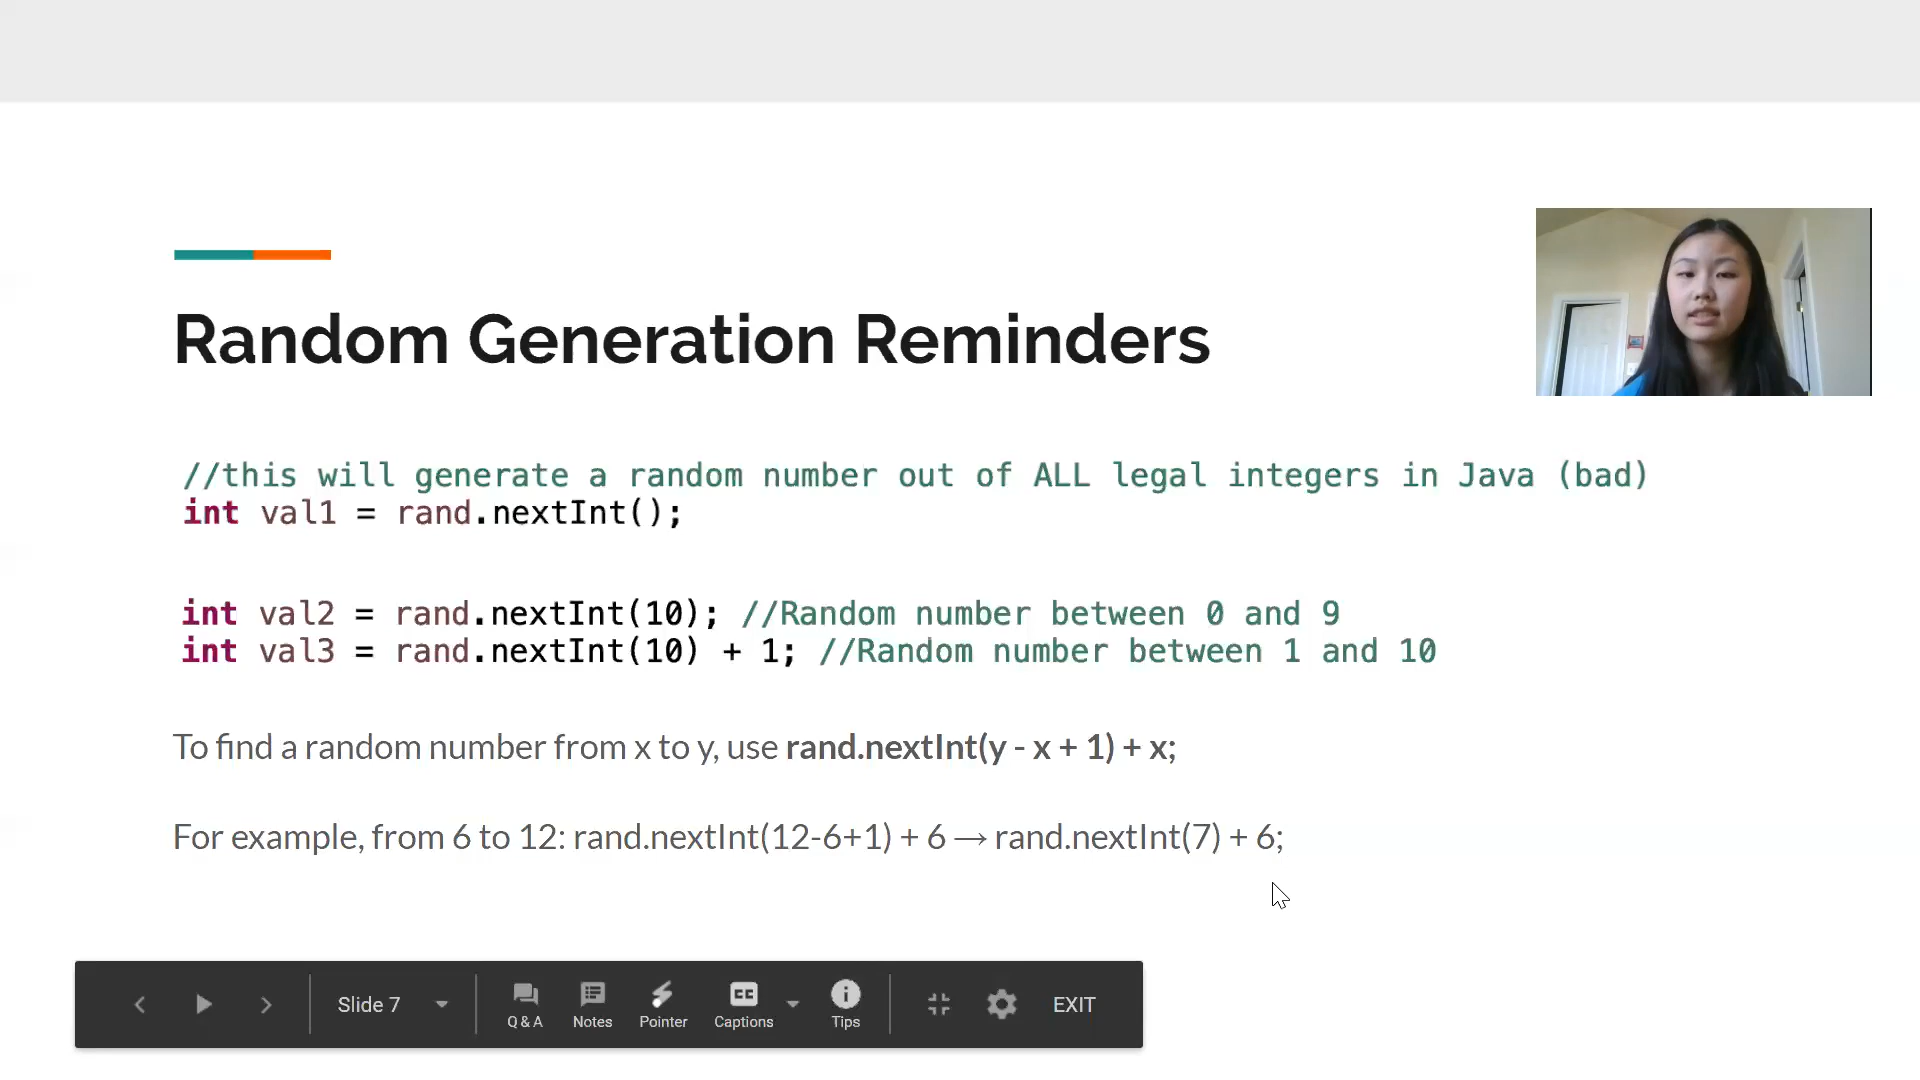 Random Generation Reminders
//this will generate a random number out of ALL legal integers in Java (bad)
int val1 = rand.nextInt();
int val2 = rand.nextInt(10); //Random number between 0 and 9
int val3 = rand.nextInt(10) + 1; //Random number between 1 and 10
To find a random number from x to y, use rand.nextInt(y - x + 1) + x;
For example, from 6 to 12: rand.nextInt(12-6+1) + 6 → rand.nextInt(7) + 6;
Slide 7
Q & A
Notes
Pointer
CC
Captions
Tips
EXIT